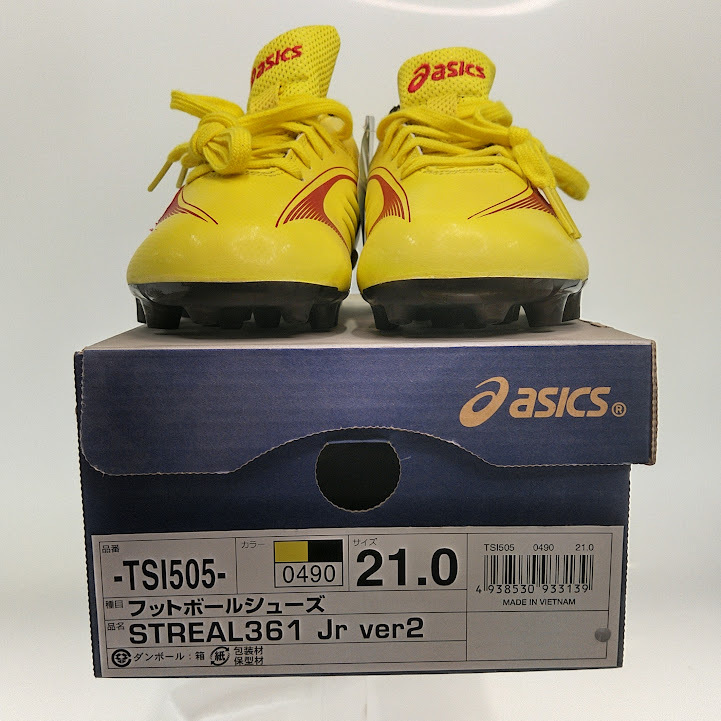 asics
asics
asics®
品番
-TSI505-
カラー
0490
サイズ
21.0
TSI505 0490 21.0
4 938530 933139
MADE IN VIETNAM
種目 フットボールシューズ
品名 STREAL361 Jr ver2
ダンボール:箱 紙 包装材
保型材